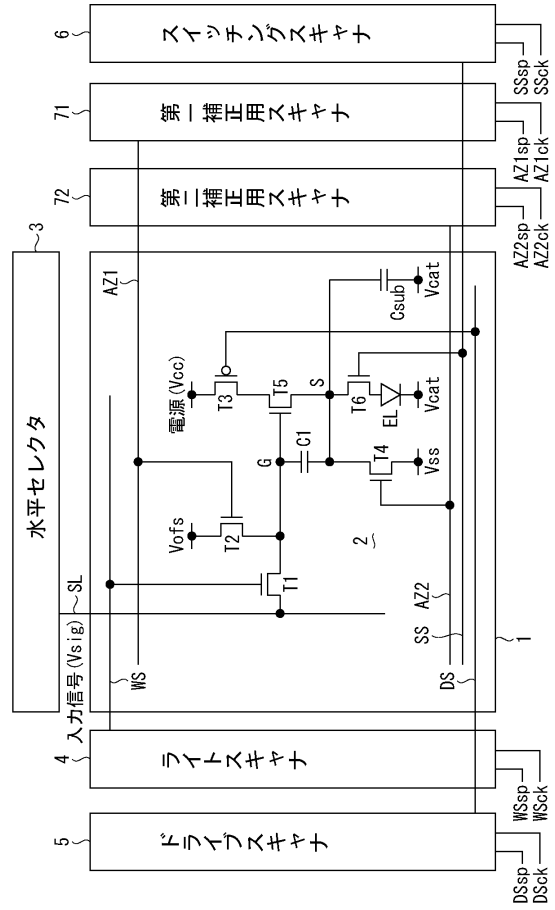 3
水平セレクタ
5
ドライブスキャナ
DSsp
DSck
4
ライトスキャナ
WSsp
WSck
入力信号(Vsig)
SL
WS
AZ1
Vofs
電源(Vcc)
T1
T2
T3
G
T5
C1
S
T4
T6
EL
Csub
Vss
Vcat
Vcat
2
AZ2
SS
DS
1
72
第二補正用スキャナ
AZ2sp
AZ2ck
71
第一補正用スキャナ
AZ1sp
AZ1ck
6
スイッチングスキャナ
SSsp
SSck